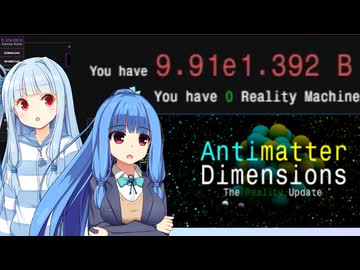 You have 9.91e1.392 B
You have 0 Reality Machine
Antimatter
Dimensions
The Reality Update